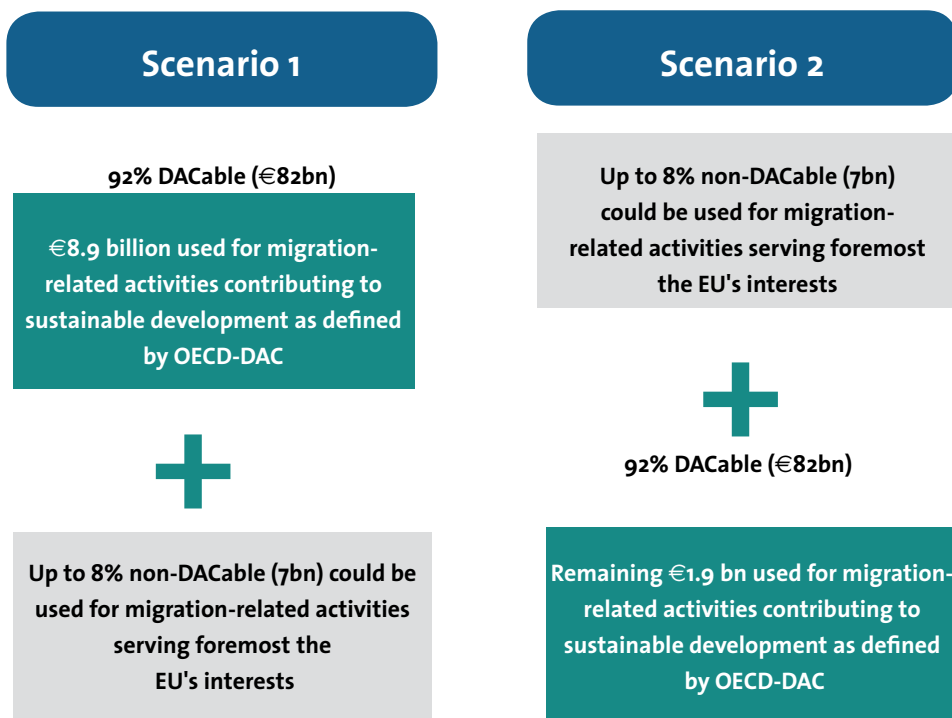 Scenario 1
92% DACable (€82bn)
€8.9 billion used for migration-
related activities contributing to
sustainable development as defined
by OECD-DAC
Up to 8% non-DACable (7bn) could be
used for migration-related activities
serving foremost the
EU's interests
Scenario 2
Up to 8% non-DACable (7bn)
could be used for migration-
related activities serving foremost
the EU's interests
92% DACable (€82bn)
Remaining €1.9 bn used for migration-
related activities contributing to
sustainable development as defined
by OECD-DAC